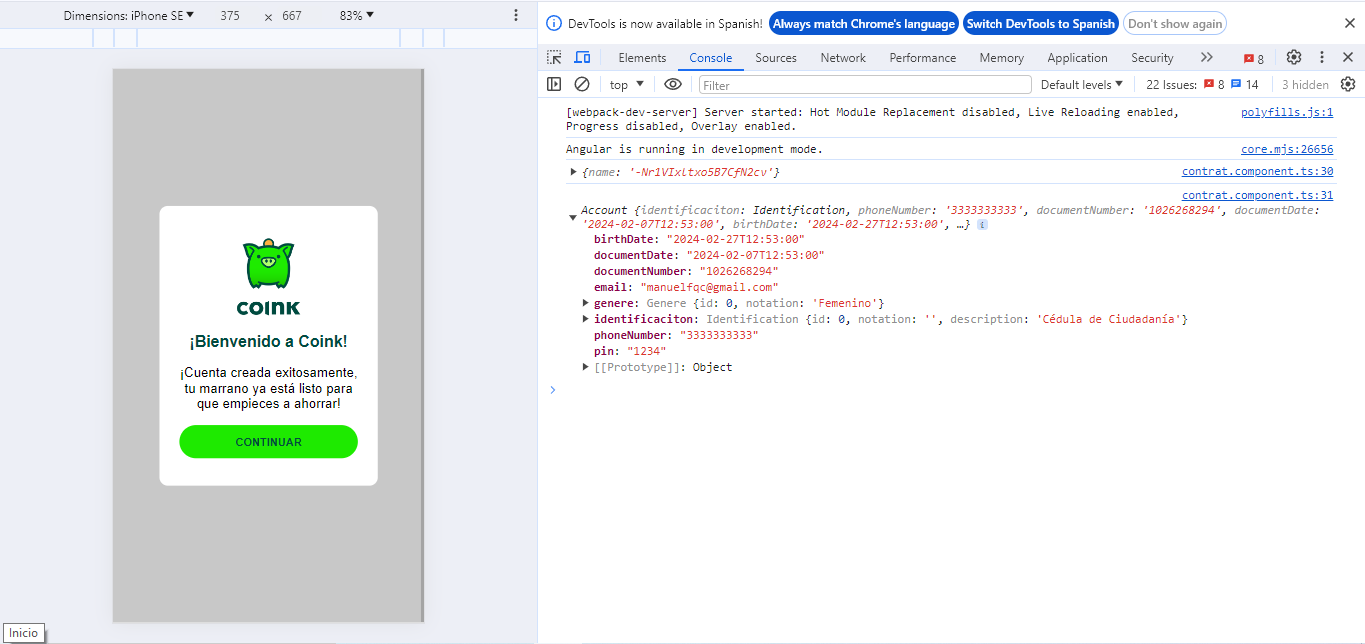 Dimensions: iPhone SE 375 × 667 83%
COINK
¡Bienvenido a Coink!
¡Cuenta creada exitosamente,
tu marrano ya está listo para
que empieces a ahorrar!
CONTINUAR
Inicio
DevTools is now available in Spanish! Always match Chrome's language Switch DevTools to Spanish Don't show again
Elements Console Sources Network Performance Memory Application Security 8
top Filter Default levels 22 Issues: 8 14 3 hidden
[webpack-dev-server] Server started: Hot Module Replacement disabled, Live Reloading enabled, polyfills.js:1
Progress disabled, Overlay enabled.
Angular is running in development mode. core.mjs:26656
{name: '-Nr1VIxltxo5B7CfN2cv'} contrat.component.ts:30
contrat.component.ts:31
Account {identificaciton: Identification, phoneNumber: '3333333333', documentNumber: '1026268294', documentDate:
'2024-02-07T12:53:00', birthDate: '2024-02-27T12:53:00', …} i
birthDate: "2024-02-27T12:53:00"
documentDate: "2024-02-07T12:53:00"
documentNumber: "1026268294"
email: "manuelfqc@gmail.com"
genere: Genere {id: 0, notation: 'Femenino'}
identificaciton: Identification {id: 0, notation: '', description: 'Cédula de Ciudadanía'}
phoneNumber: "3333333333"
pin: "1234"
[[Prototype]]: Object